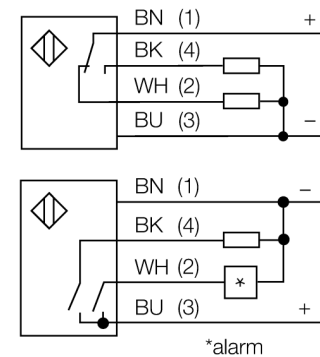 BN (1) +
BK (4)
WH (2)
BU (3) −
BN (1) −
BK (4)
WH (2) *
BU (3) +
*alarm